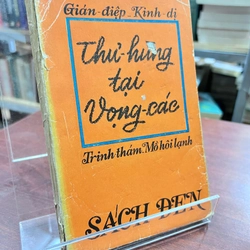 Gián-điệp Kinh-dị
Thư-hùng
tại
Vọng-các
Trinh thám Mồ hôi lạnh
SÁCH ĐEN